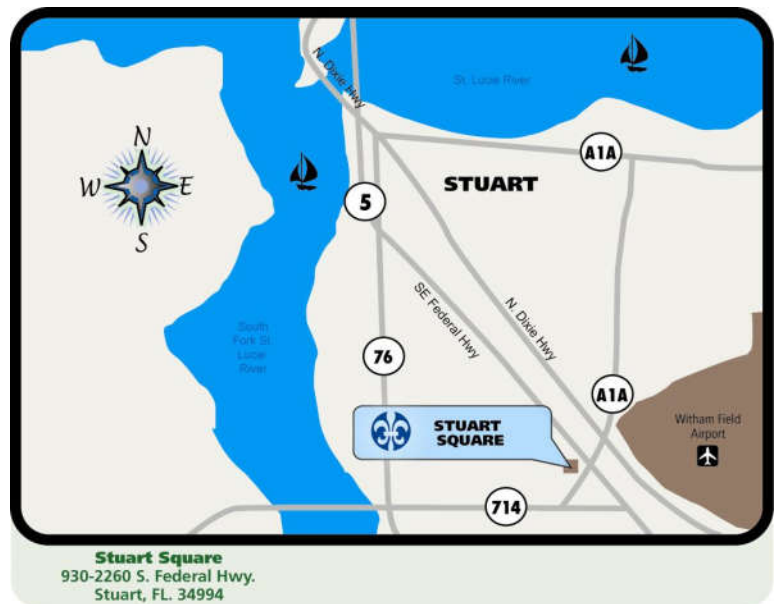 N. Dixie Hwy
St. Lucie River
N
W
E
S
A1A
STUART
5
SE Federal Hwy
N. Dixie Hwy
South
Fork St
Lucie
River
76
A1A
STUART
SQUARE
Witham Field
Airport
714
Stuart Square
930-2260 S. Federal Hwy.
Stuart, FL. 34994